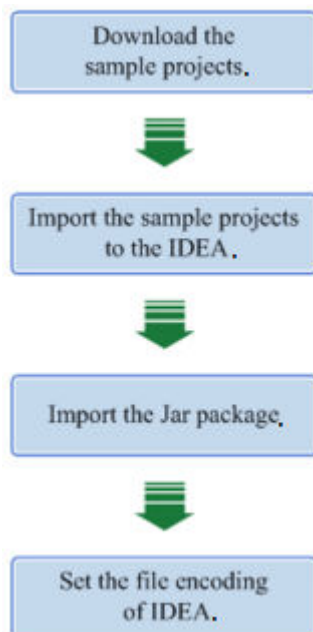 Download the
sample projects.
Import the sample projects
to the IDEA.
Import the Jar package.
Set the file encoding
of IDEA.